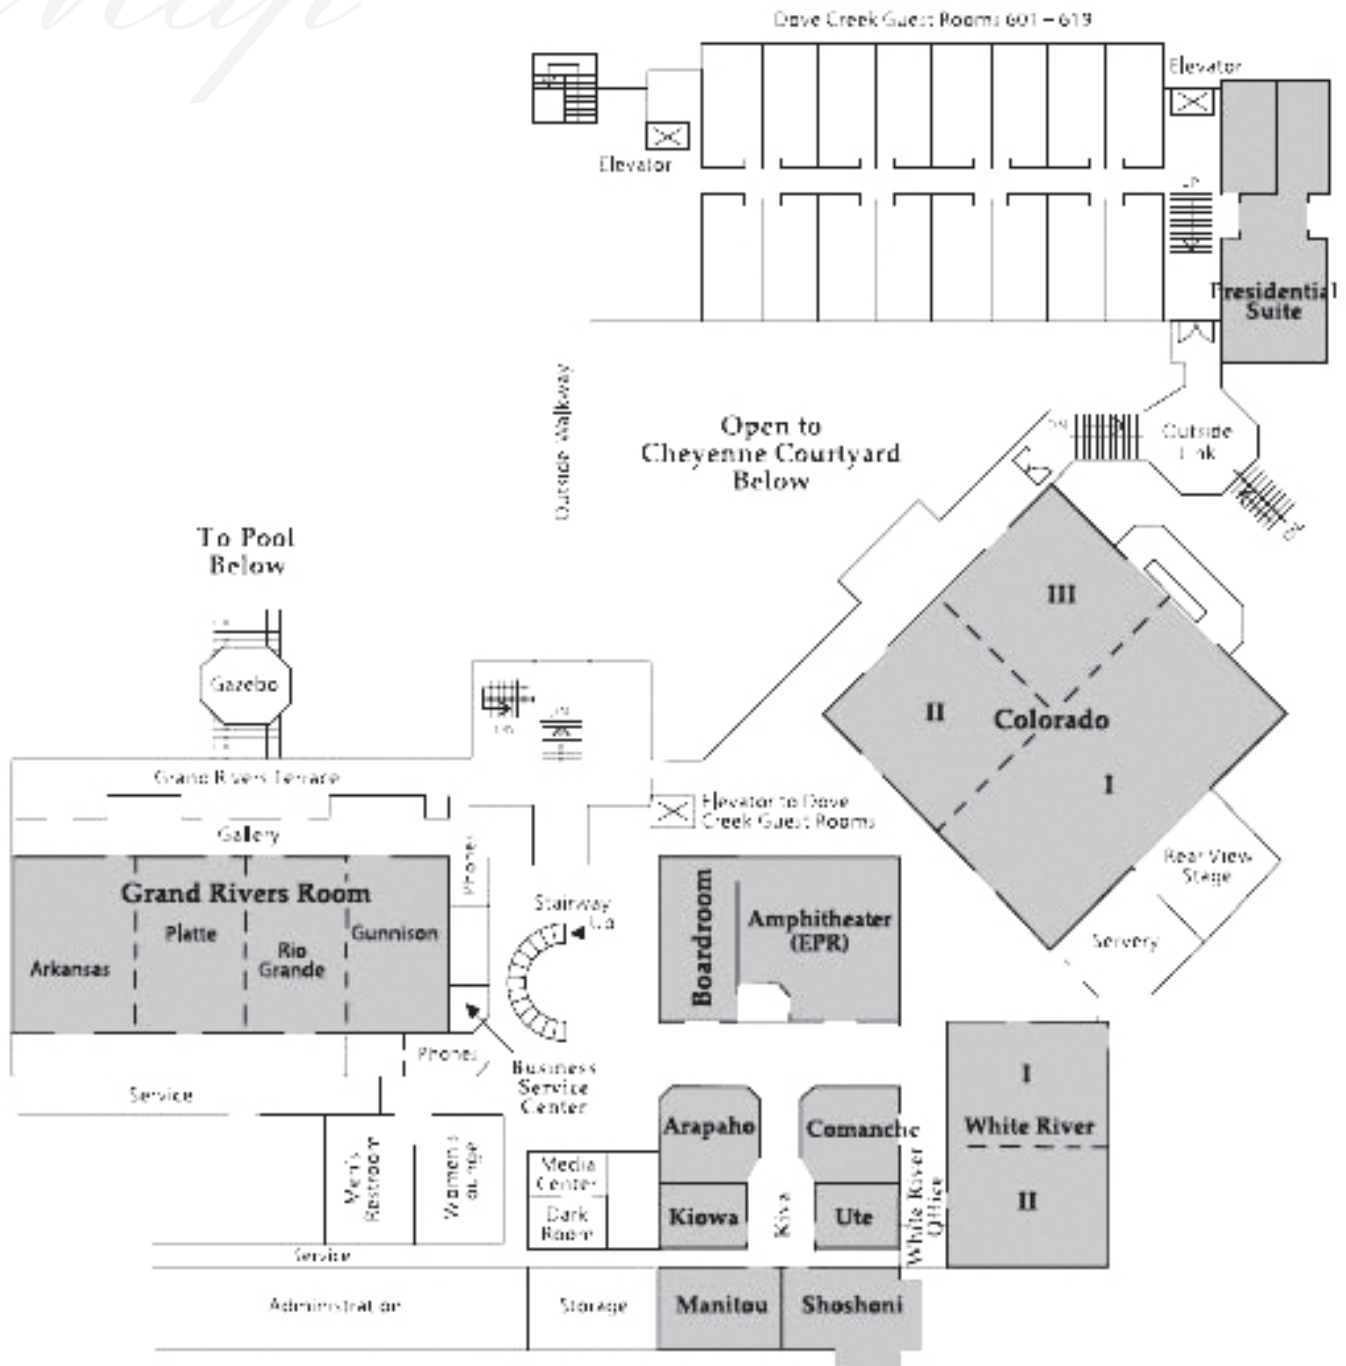 Map
Dove Creek Guest Rooms 601 – 619
Elevator
Elevator
UP
Presidential
Suite
Outside Walkway
Open to
Cheyenne Courtyard
Below
DN
Outside
Link
To Pool
Below
III
Gazebo
II
Colorado
DN
I
Grand Rivers Terrace
Elevator to Dove
Creek Guest Rooms
Gallery
Phones
Rear View
Stage
Grand Rivers Room
Arkansas
Platte
Rio
Grande
Gunnison
Stairway
Up
Boardroom
Amphitheater
(EPR)
Servery
Phones
Business
Service
Center
Service
I
White River
II
Arapaho
Comanche
Men's
Restroom
Women's
Lounge
Media
Center
Dark
Room
Kiowa
Kiva
Ute
White River
Office
Service
Administration
Storage
Manitou
Shoshoni